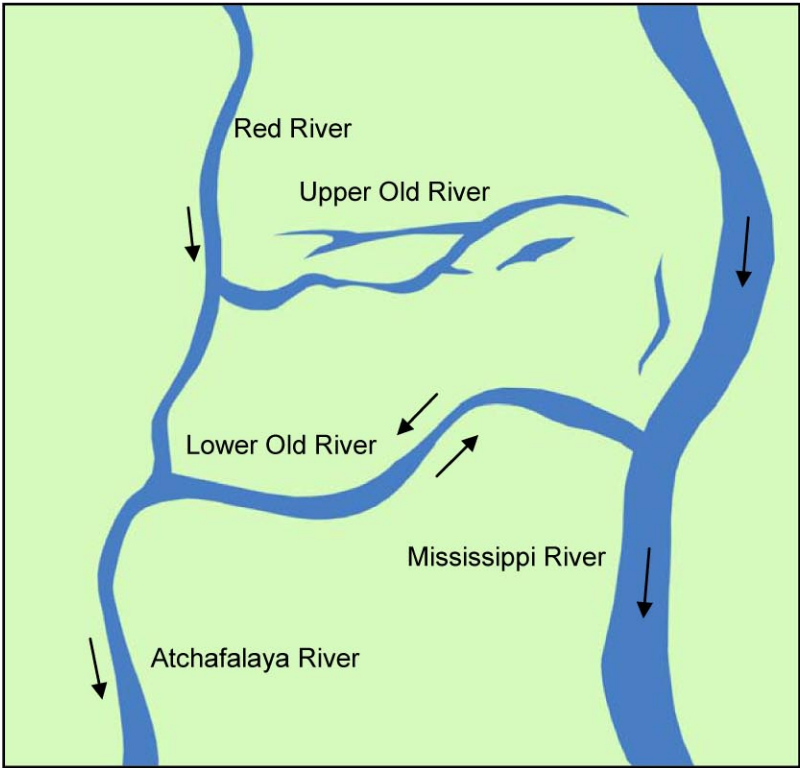 Red River
Upper Old River
Lower Old River
Mississippi River
Atchafalaya River